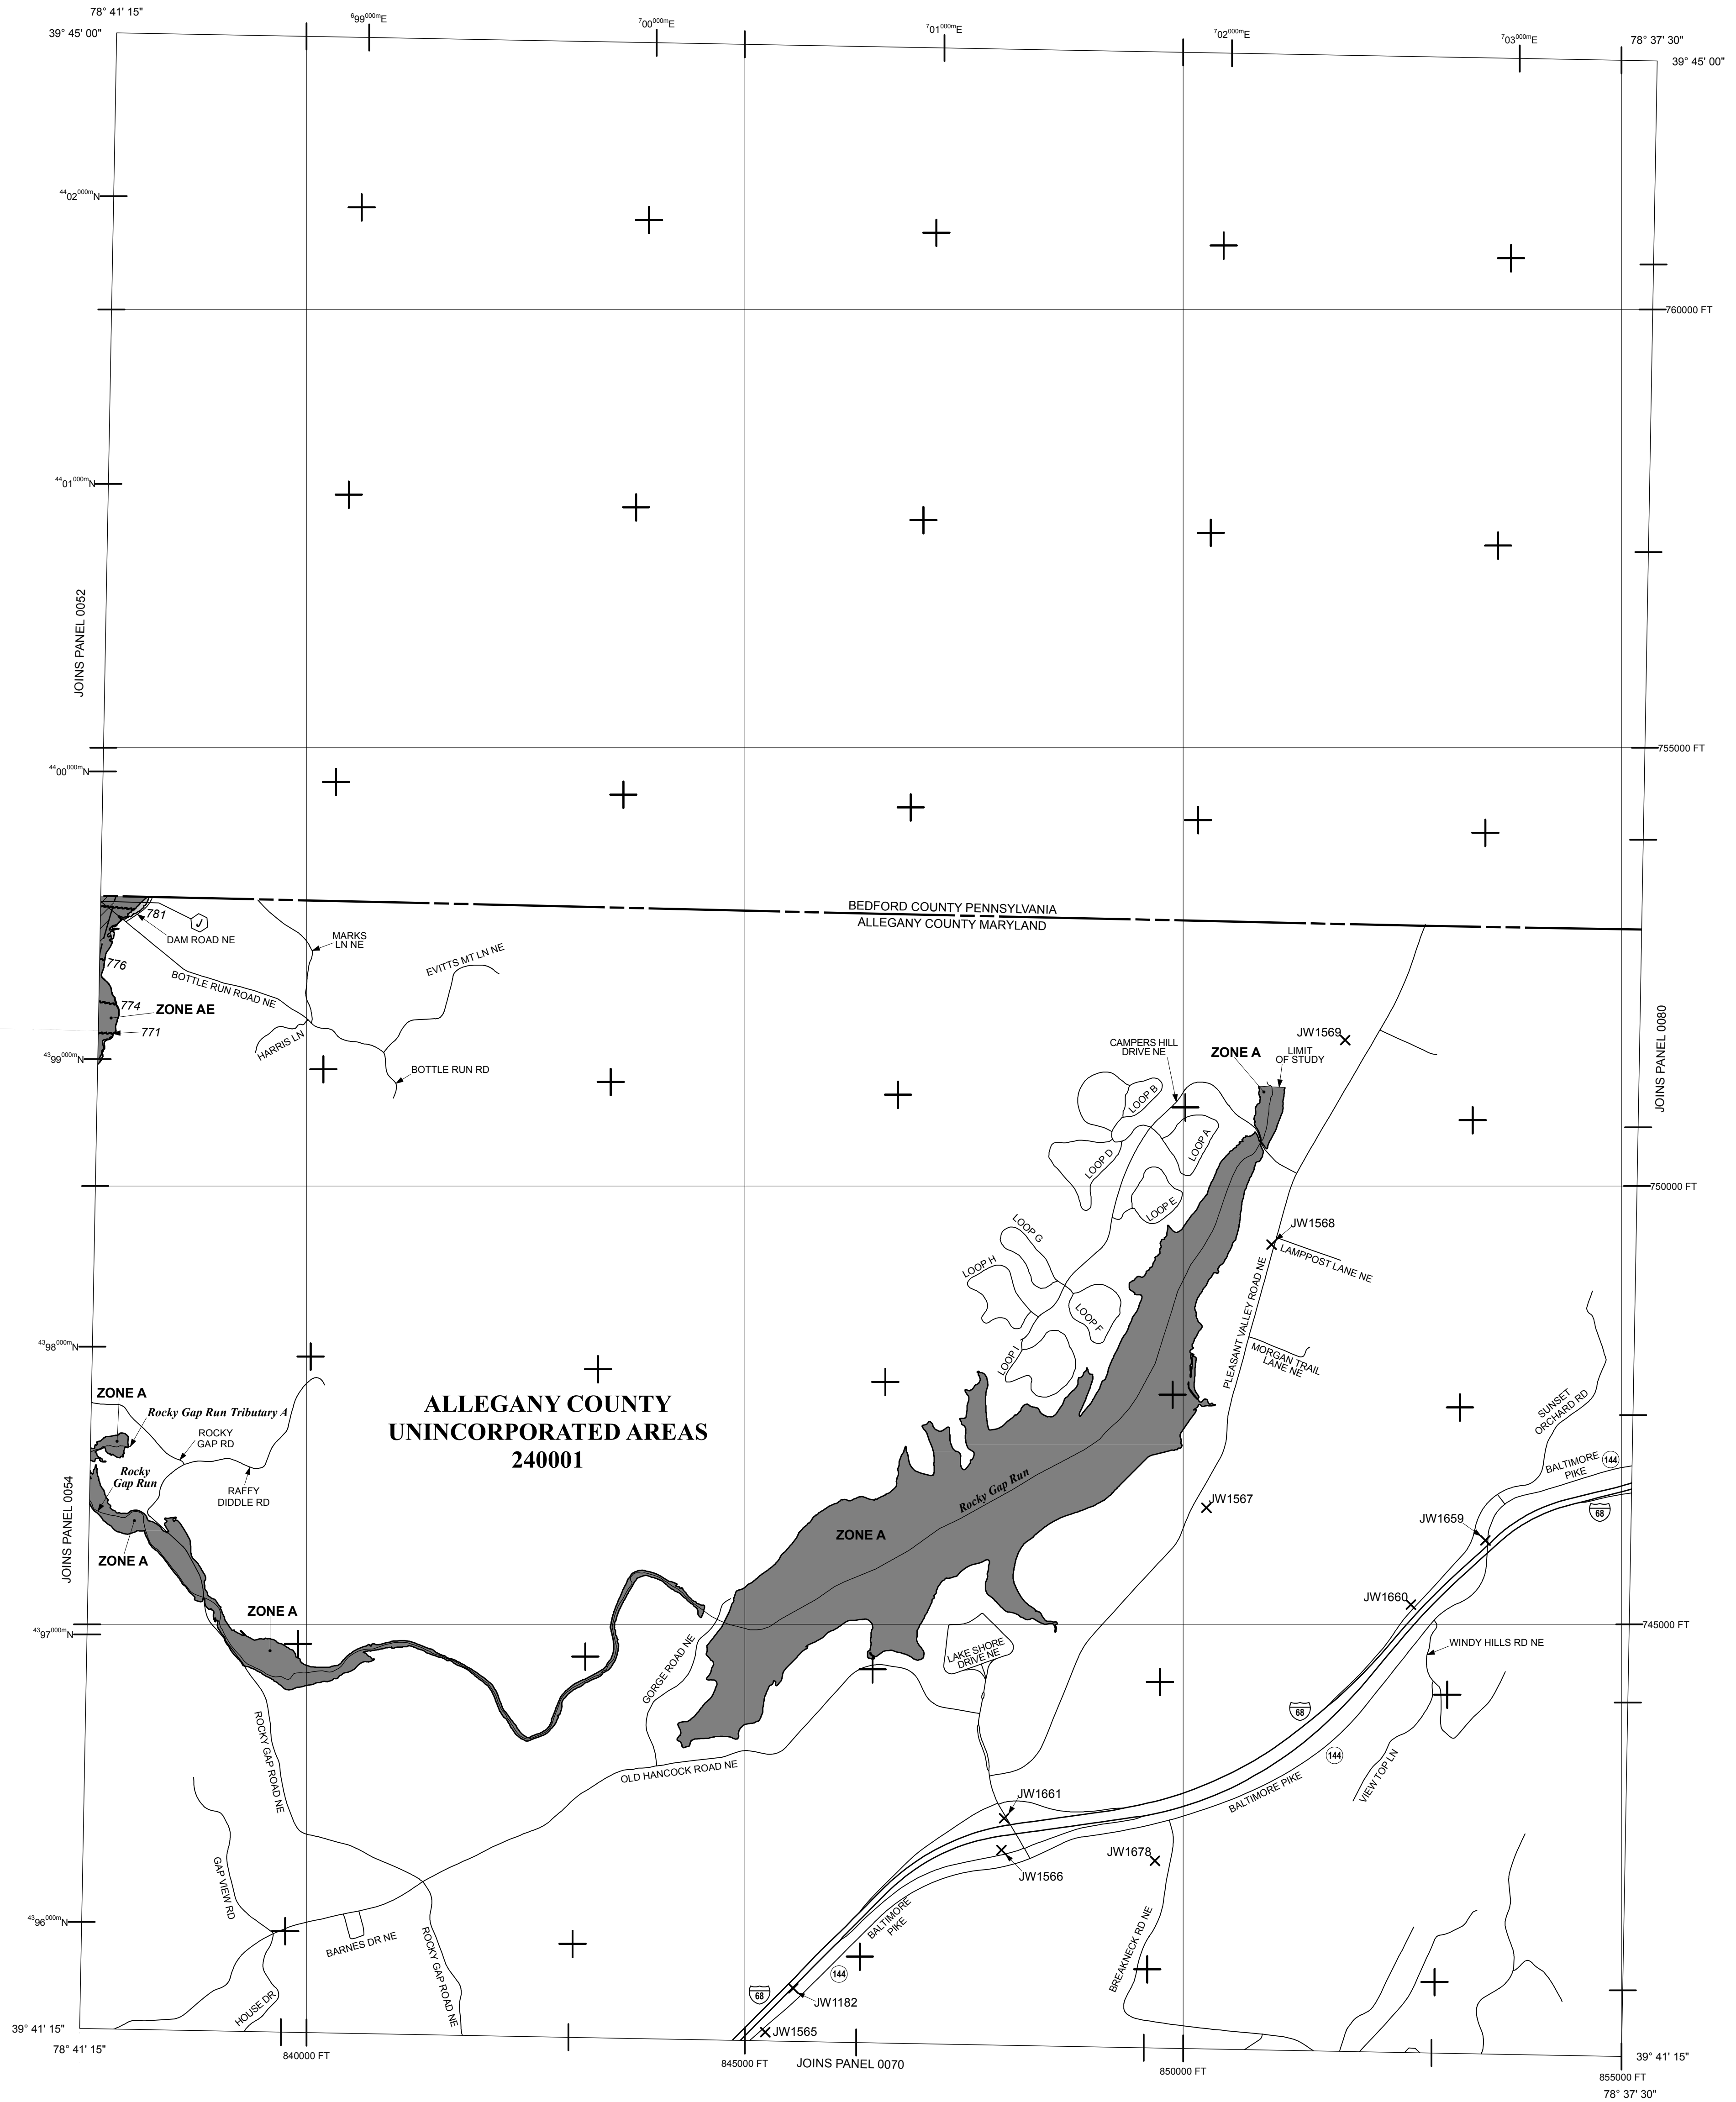 78° 41' 15"
39° 45' 00"
699000mE
700000mE
701000mE
702000mE
703000mE
78° 37' 30"
39° 45' 00"
4402000mN
760000 FT
4401000mN
JOINS PANEL 0052
755000 FT
4400000mN
BEDFORD COUNTY PENNSYLVANIA
ALLEGANY COUNTY MARYLAND
781
J
DAM ROAD NE
776
774
ZONE AE
771
BOTTLE RUN ROAD NE
MARKS
LN NE
EVITTS MT LN NE
HARRIS LN
BOTTLE RUN RD
4399000mN
JOINS PANEL 0080
JW1569
CAMPERS HILL
DRIVE NE
ZONE A
LIMIT
OF STUDY
LOOP B
LOOP A
LOOP D
LOOP E
LOOP G
LOOP H
LOOP F
LOOP I
750000 FT
JW1568
LAMPPOST LANE NE
PLEASANT VALLEY ROAD NE
MORGAN TRAIL
LANE NE
4398000mN
ZONE A
Rocky Gap Run Tributary A
ROCKY
GAP RD
Rocky
Gap Run
RAFFY
DIDDLE RD
ZONE A
JOINS PANEL 0054
ALLEGANY COUNTY
UNINCORPORATED AREAS
240001
SUNSET
ORCHARD RD
BALTIMORE
PIKE
144
68
Rocky Gap Run
ZONE A
JW1567
JW1659
JW1660
ZONE A
4397000mN
745000 FT
GORGE ROAD NE
LAKE SHORE
DRIVE NE
WINDY HILLS RD NE
68
144
ROCKY GAP ROAD NE
OLD HANCOCK ROAD NE
VIEW TOP LN
BALTIMORE PIKE
JW1661
JW1566
JW1678
GAP VIEW RD
4396000mN
BARNES DR NE
ROCKY GAP ROAD NE
BALTIMORE
PIKE
BREAKNECK RD NE
144
68
HOUSE DR
JW1182
JW1565
39° 41' 15"
78° 41' 15"
840000 FT
845000 FT
JOINS PANEL 0070
850000 FT
855000 FT
39° 41' 15"
78° 37' 30"